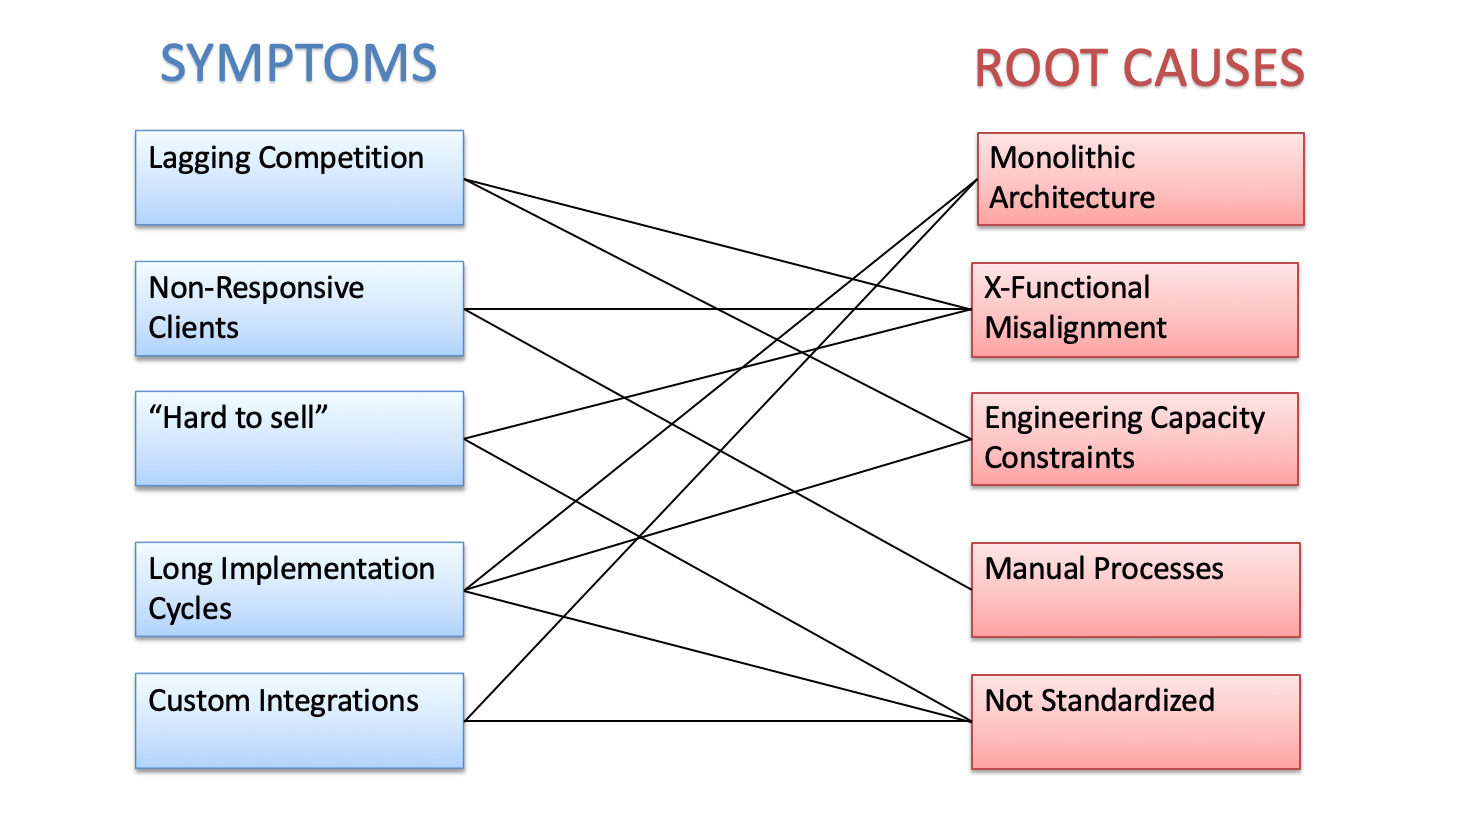 SYMPTOMS
ROOT CAUSES
Lagging Competition
Non-Responsive
Clients
“Hard to sell”
Long Implementation
Cycles
Custom Integrations
Monolithic
Architecture
X-Functional
Misalignment
Engineering Capacity
Constraints
Manual Processes
Not Standardized